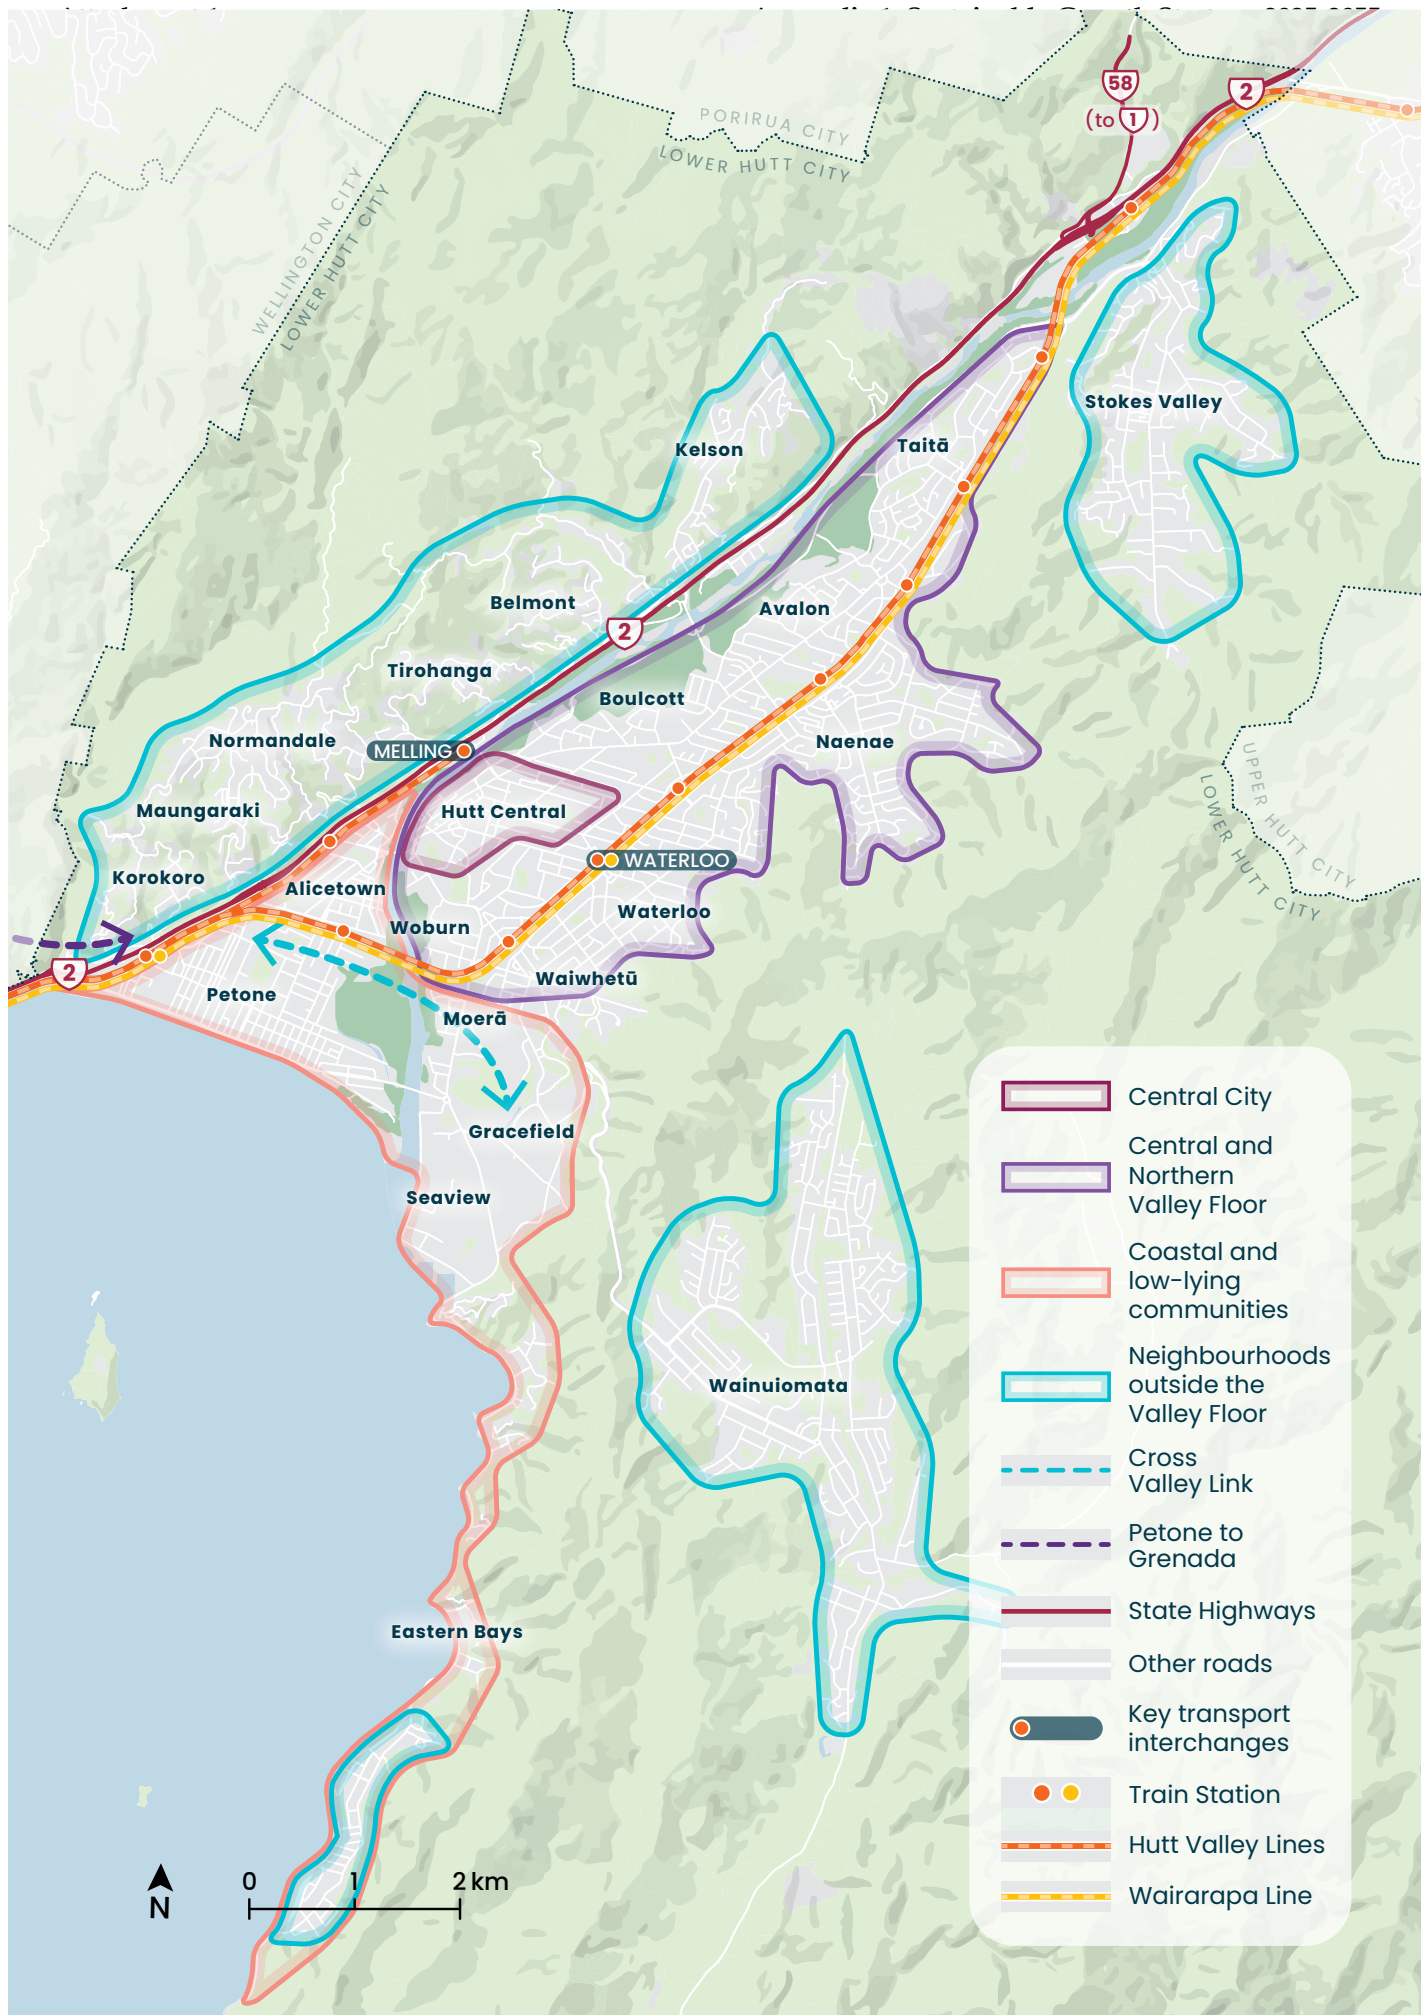 58
2
(to 1)
PORIRUA CITY
LOWER HUTT CITY
WELLINGTON CITY
LOWER HUTT CITY
Stokes Valley
Taitā
Kelson
Belmont
Avalon
2
Tirohanga
Boulcott
Normandale
MELLING
Naenae
UPPER HUTT CITY
LOWER HUTT CITY
Maungaraki
Hutt Central
WATERLOO
Korokoro
Alicetown
Waterloo
Woburn
2
Waiwhetū
Petone
Moerā
Gracefield
Seaview
Wainuiomata
Eastern Bays
Central City
Central and
Northern
Valley Floor
Coastal and
low-lying
communities
Neighbourhoods
outside the
Valley Floor
Cross
Valley Link
Petone to
Grenada
State Highways
Other roads
Key transport
interchanges
Train Station
Hutt Valley Lines
Wairarapa Line
0 1 2 km
N